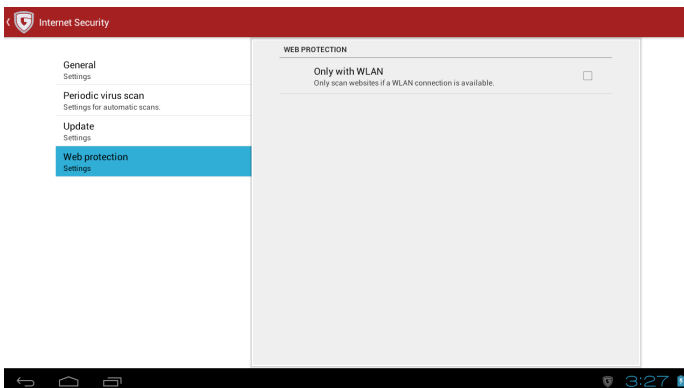 Internet Security
General
Settings
Periodic virus scan
Settings for automatic scans.
Update
Settings
Web protection
Settings
WEB PROTECTION
Only with WLAN
Only scan websites if a WLAN connection is available.
3:27